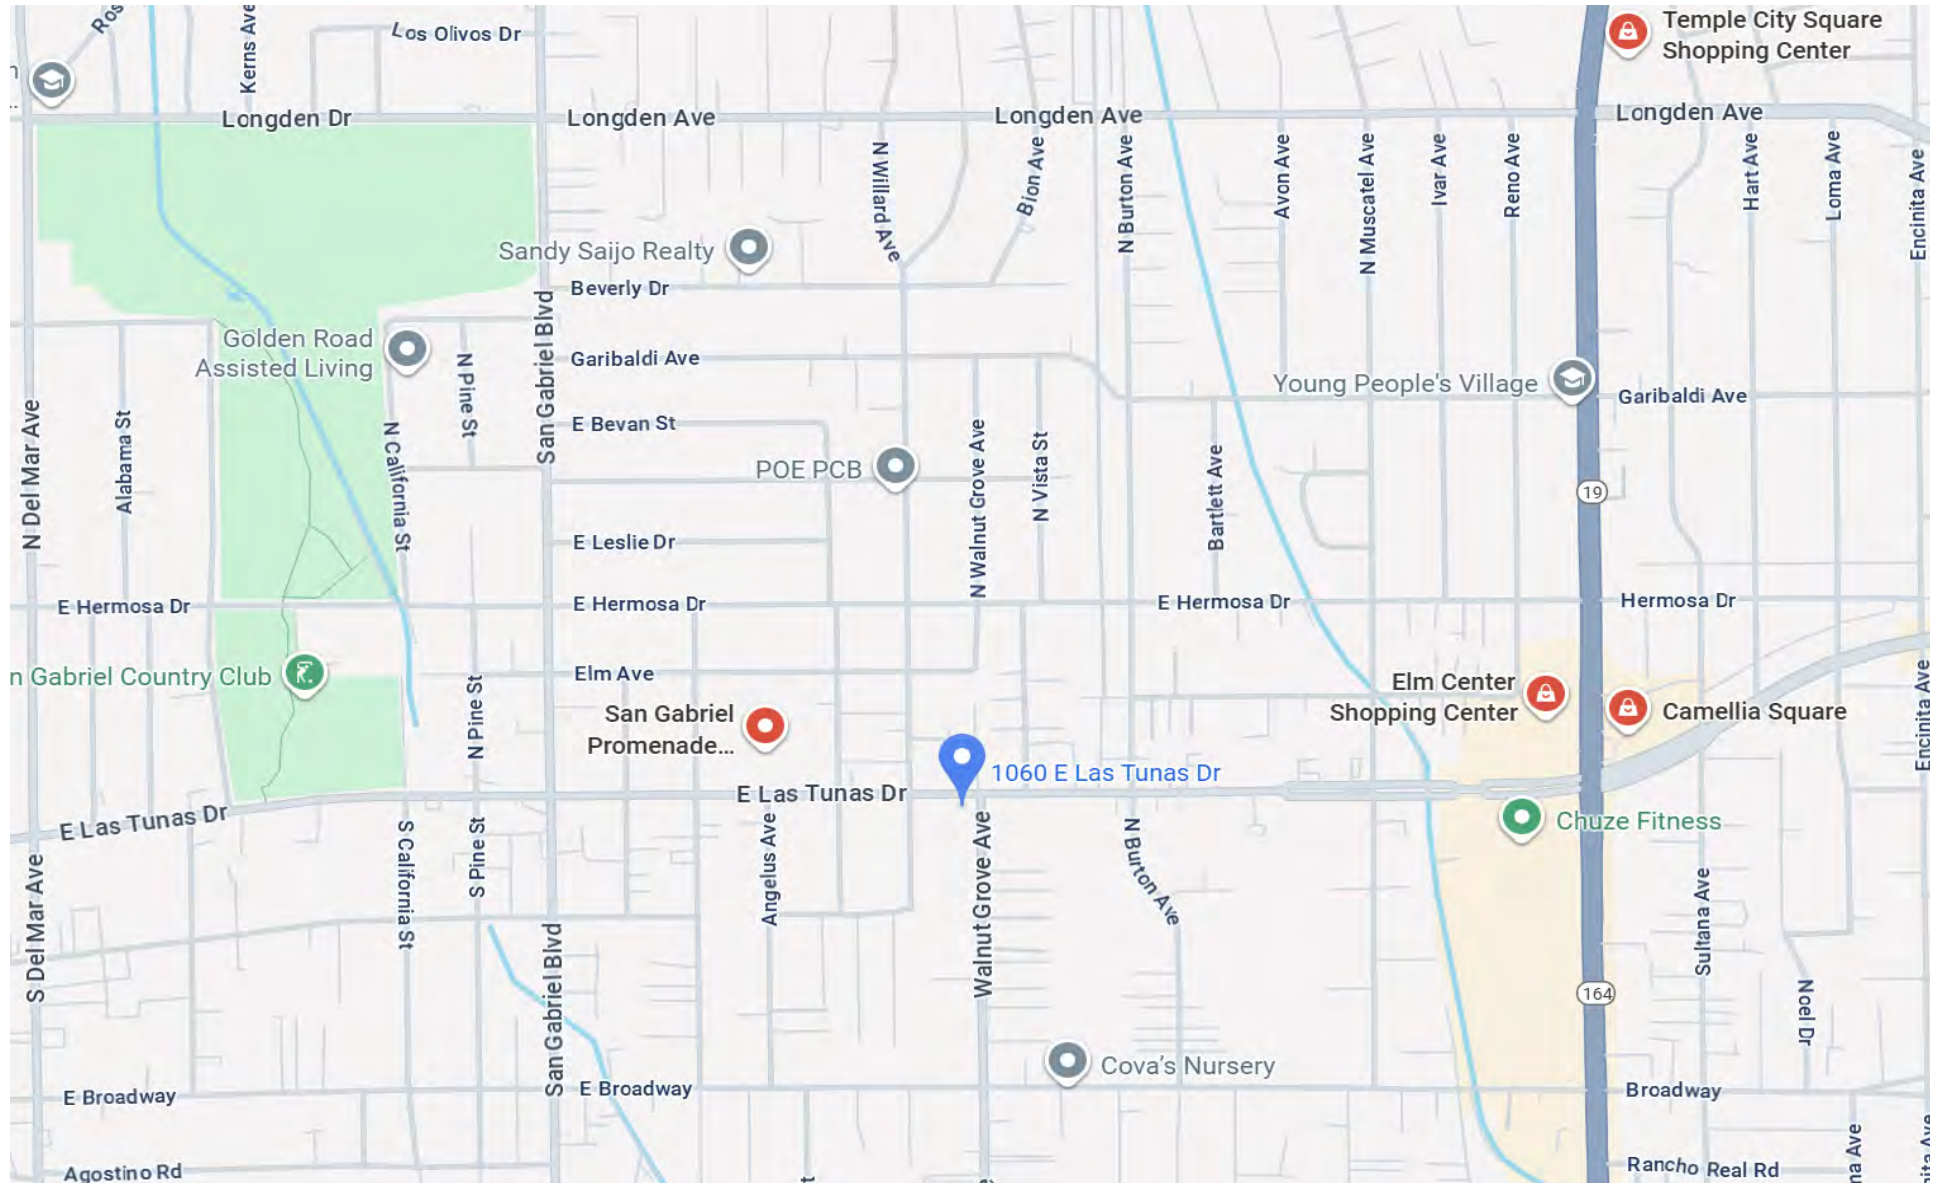 Ros
Kerns Ave
Los Olivos Dr
Temple City Square
Shopping Center
n
...
Longden Dr
Longden Ave
Longden Ave
Longden Ave
N Willard Ave
Bion Ave
N Burton Ave
Avon Ave
N Muscatel Ave
Ivar Ave
Reno Ave
Hart Ave
Loma Ave
Encinita Ave
Sandy Saijo Realty
Beverly Dr
San Gabriel Blvd
Golden Road
Assisted Living
N Pine St
Garibaldi Ave
Young People's Village
Garibaldi Ave
N Del Mar Ave
Alabama St
N California St
E Bevan St
POE PCB
N Walnut Grove Ave
N Vista St
Bartlett Ave
19
E Leslie Dr
E Hermosa Dr
E Hermosa Dr
E Hermosa Dr
Hermosa Dr
n Gabriel Country Club
N Pine St
Elm Ave
San Gabriel
Promenade...
Elm Center
Shopping Center
Camellia Square
Encinita Ave
1060 E Las Tunas Dr
E Las Tunas Dr
E Las Tunas Dr
Chuze Fitness
S Del Mar Ave
S California St
S Pine St
San Gabriel Blvd
Angelus Ave
Walnut Grove Ave
N Burton Ave
Sultana Ave
164
Noel Dr
Cova's Nursery
E Broadway
E Broadway
Broadway
Agostino Rd
t
e
Rancho Real Rd
na Ave
ita Ave